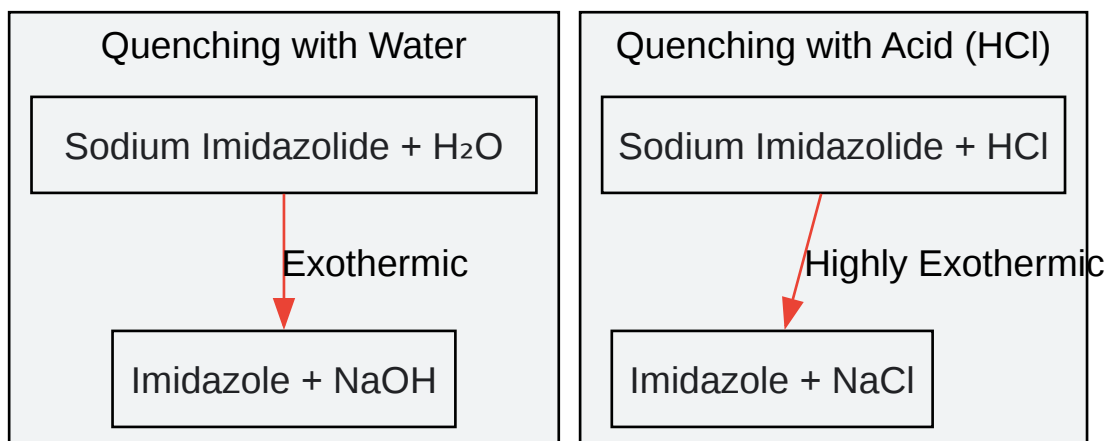 Quenching with Water
Sodium Imidazolide + H₂O
Exothermic
Imidazole + NaOH
Quenching with Acid (HCl)
Sodium Imidazolide + HCl
Highly Exothermic
Imidazole + NaCl